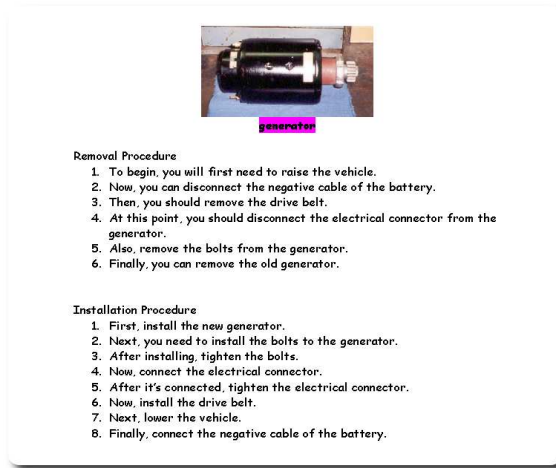 generator
Removal Procedure
1. To begin, you will first need to raise the vehicle.
2. Now, you can disconnect the negative cable of the battery.
3. Then, you should remove the drive belt.
4. At this point, you should disconnect the electrical connector from the
generator.
5. Also, remove the bolts from the generator.
6. Finally, you can remove the old generator.
Installation Procedure
1. First, install the new generator.
2. Next, you need to install the bolts to the generator.
3. After installing, tighten the bolts.
4. Now, connect the electrical connector.
5. After it's connected, tighten the electrical connector.
6. Now, install the drive belt.
7. Next, lower the vehicle.
8. Finally, connect the negative cable of the battery.